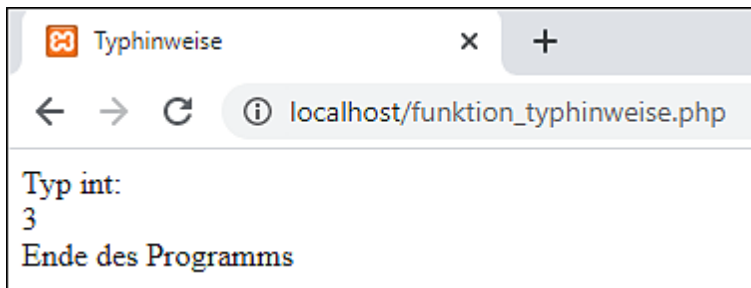 Typhinweise
localhost/funktion_typhinweise.php
Typ int:
3
Ende des Programms